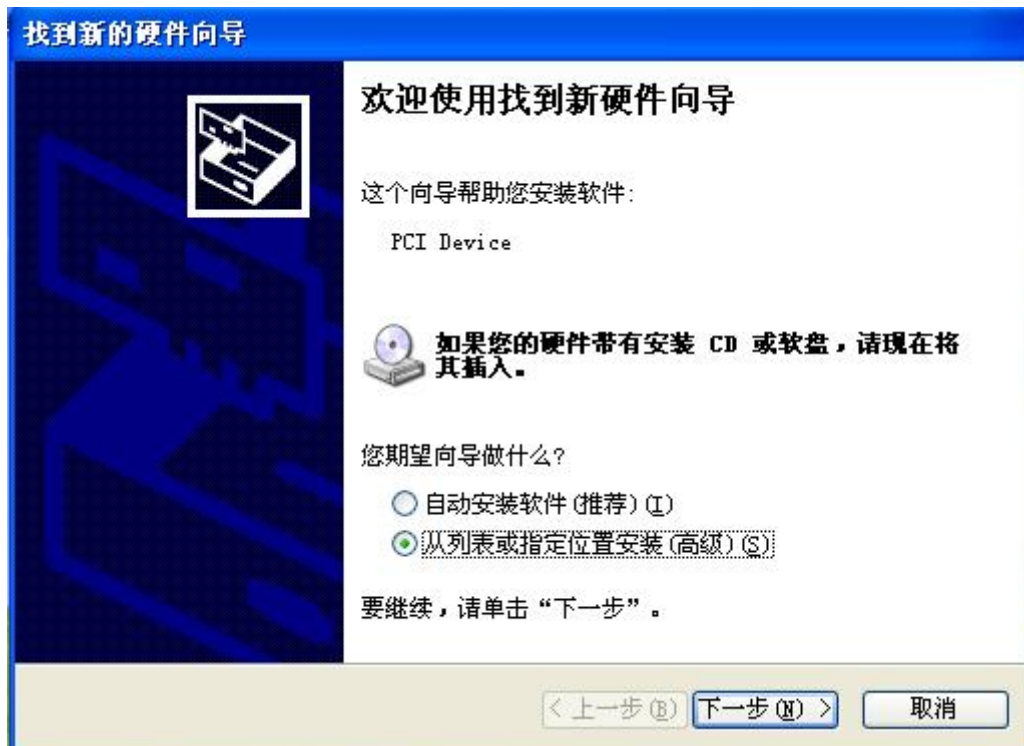 找到新的硬件向导
欢迎使用找到新硬件向导
这个向导帮助您安装软件:
PCI Device
如果您的硬件带有安装 CD 或软盘，请现在将
其插入。
您期望向导做什么?
自动安装软件(推荐)(I)
从列表或指定位置安装(高级)(S)
要继续，请单击“下一步”。
< 上一步(B) 下一步(N) > 取消